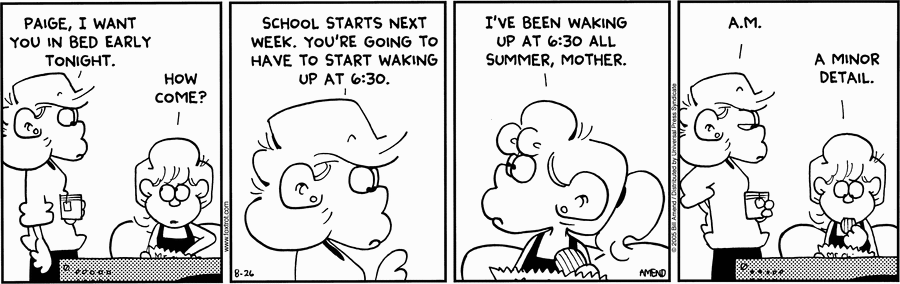 PAIGE, I WANT
YOU IN BED EARLY
TONIGHT.
HOW
COME?
SCHOOL STARTS NEXT
WEEK. YOU'RE GOING TO
HAVE TO START WAKING
UP AT 6:30.
www.foxtrot.com
8-26
I'VE BEEN WAKING
UP AT 6:30 ALL
SUMMER, MOTHER.
AMEND
© 2005 Bill Amend / Distributed by Universal Press Syndicate
A.M.
A MINOR
DETAIL.